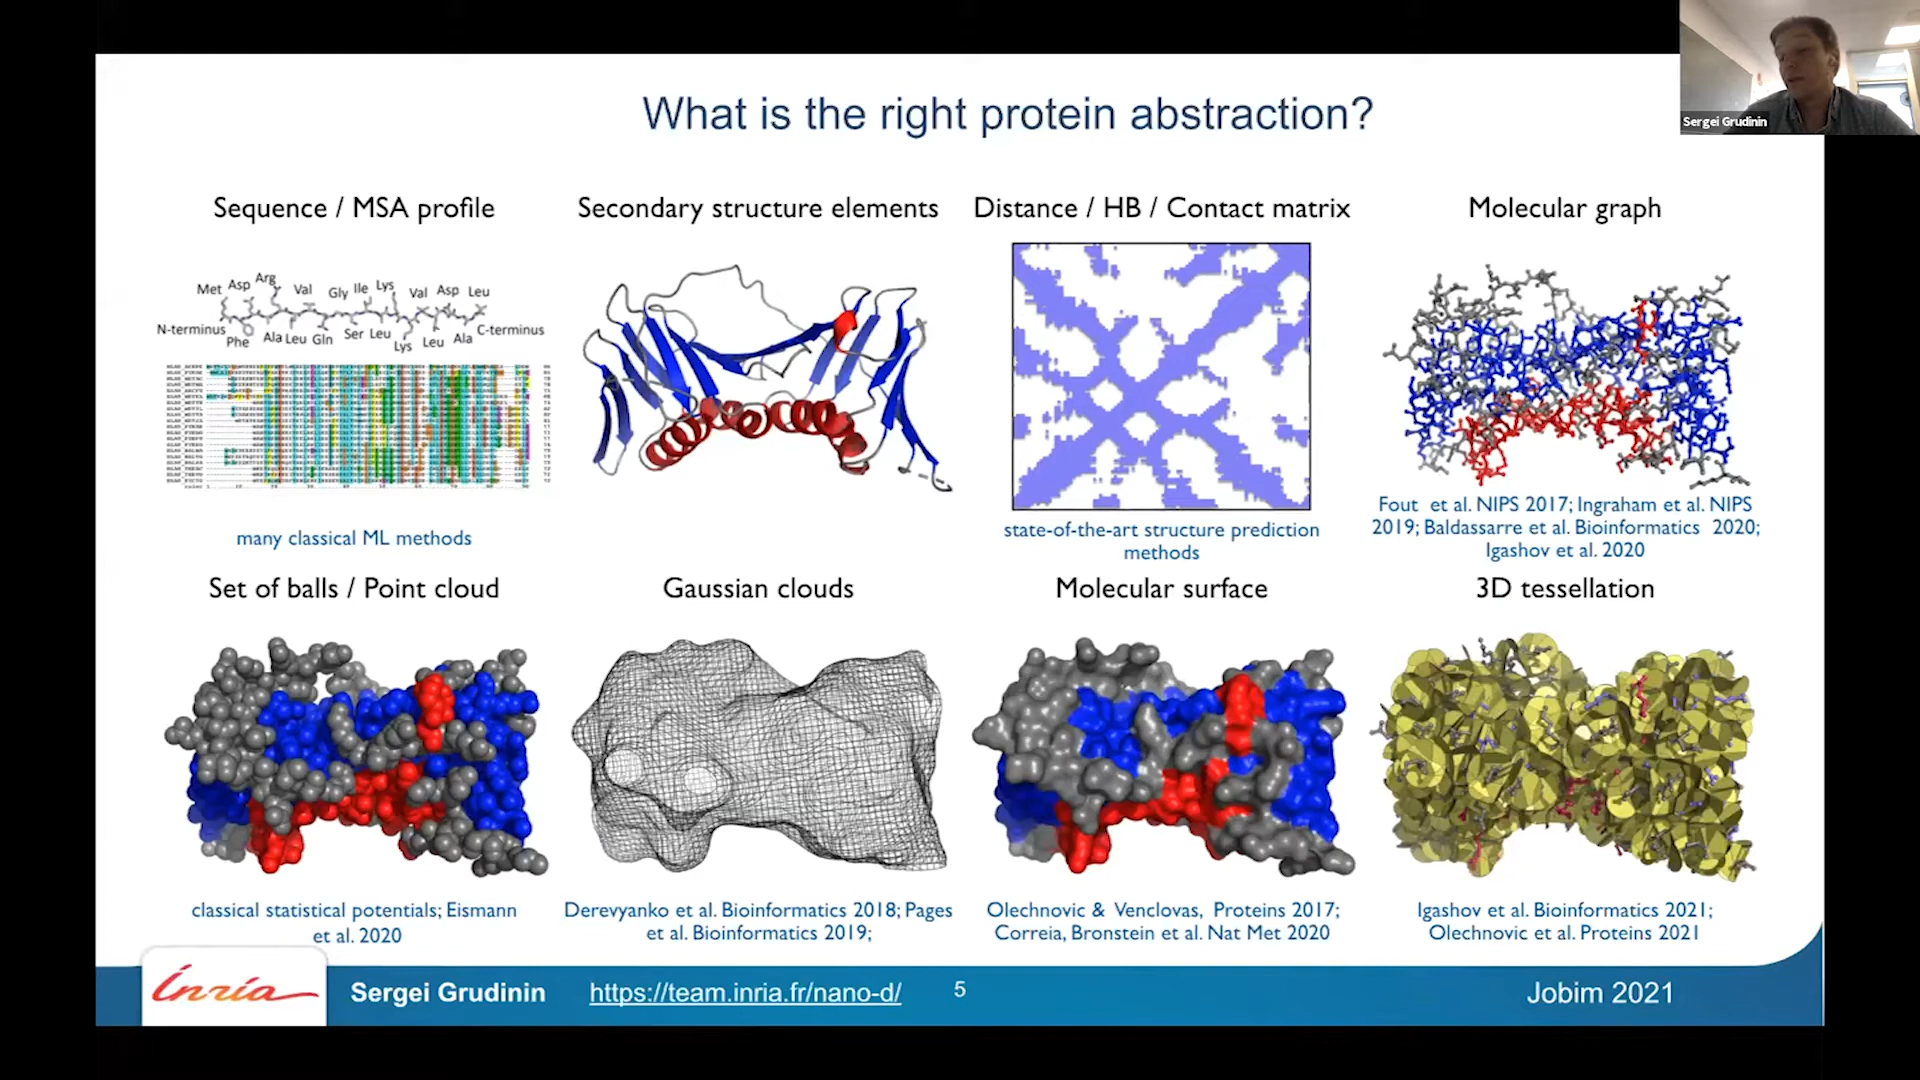 What is the right protein abstraction?
Sergei Grudinin
Sequence / MSA profile
Secondary structure elements
Distance / HB / Contact matrix
Molecular graph
Met Asp Arg Val Gly Ile Lys Val Asp Leu
N-terminus
C-terminus
Phe Ala Leu Gln Ser Leu Lys Leu Ala
many classical ML methods
state-of-the-art structure prediction
methods
Fout et al. NIPS 2017; Ingraham et al. NIPS
2019; Baldassarre et al. Bioinformatics 2020;
Igashov et al. 2020
Set of balls / Point cloud
Gaussian clouds
Molecular surface
3D tessellation
classical statistical potentials; Eismann
et al. 2020
Derevyanko et al. Bioinformatics 2018; Pages
et al. Bioinformatics 2019;
Olechnovic & Venclovas, Proteins 2017;
Correia, Bronstein et al. Nat Met 2020
Igashov et al. Bioinformatics 2021;
Olechnovic et al. Proteins 2021
Inria
Sergei Grudinin
https://team.inria.fr/nano-d/
5
Jobim 2021